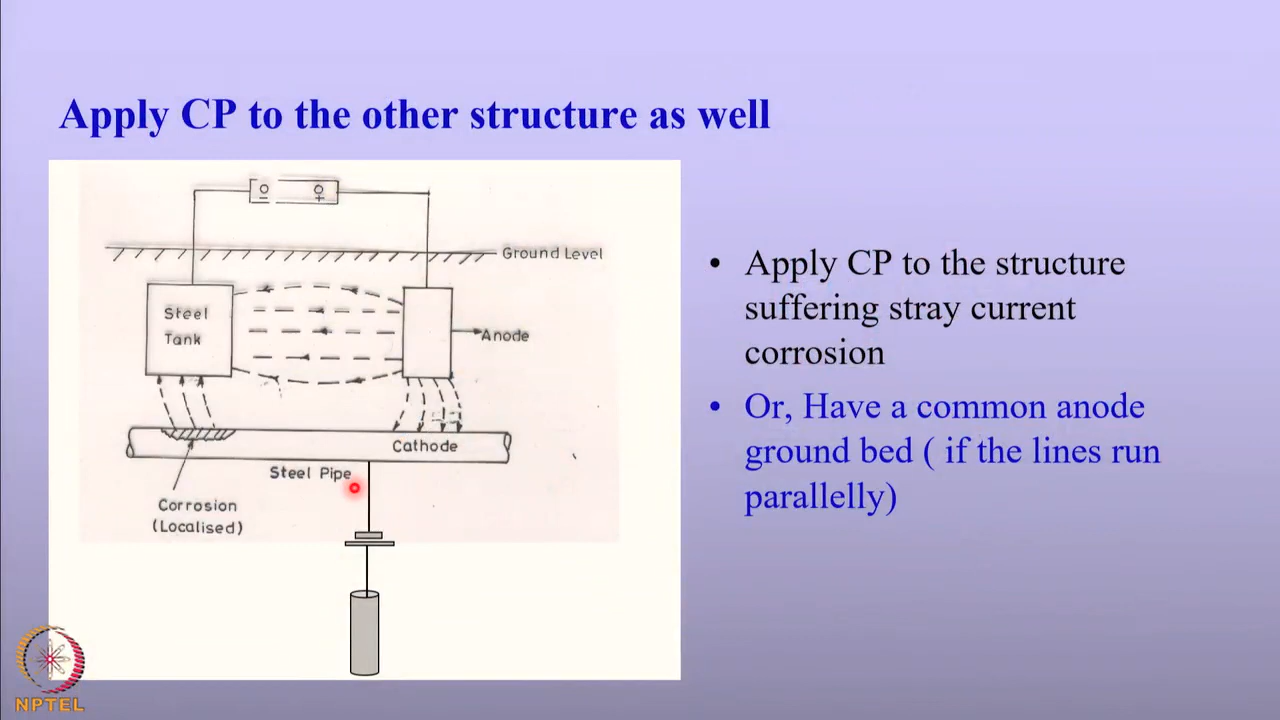 Apply CP to the other structure as well
Ground Level
Steel
Tank
Anode
Cathode
Steel Pipe
Corrosion
(Localised)
• Apply CP to the structure
suffering stray current
corrosion
• Or, Have a common anode
ground bed ( if the lines run
parallelly)
NPTEL